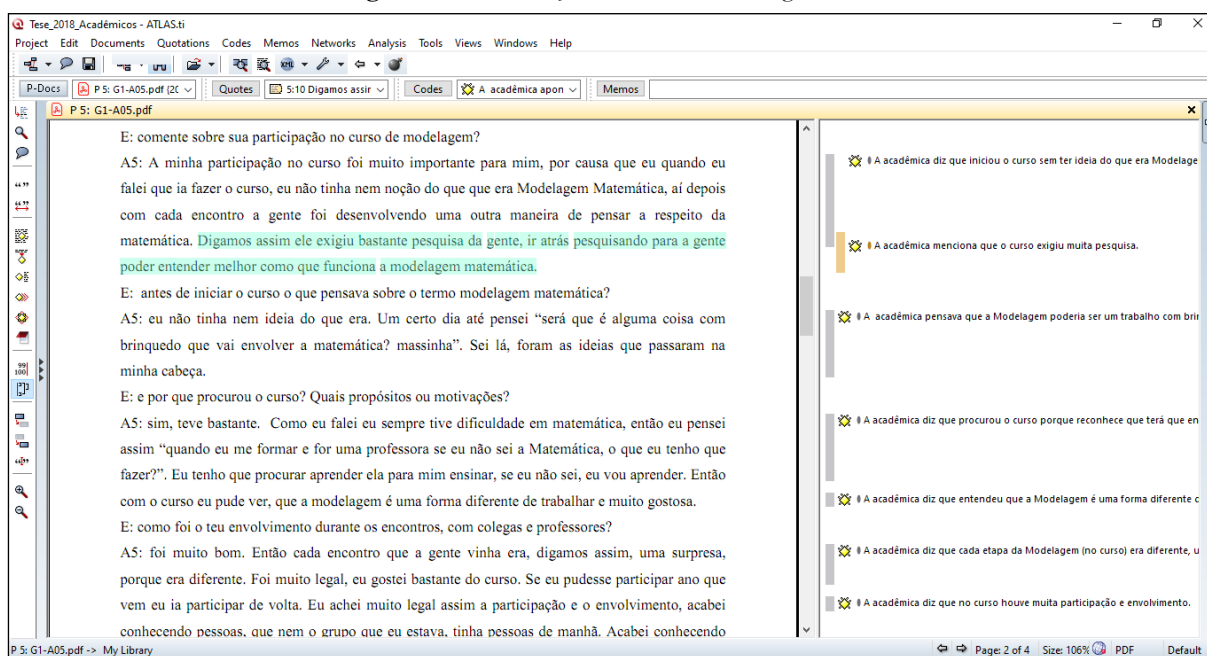 Tese_2018_Acadêmicos - ATLAS.ti
Project Edit Documents Quotations Codes Memos Networks Analysis Tools Views Windows Help
P-Docs P 5: G1-A05.pdf {2( Quotes 5:10 Digamos assir Codes A acadêmica apon Memos
P 5: G1-A05.pdf
E: comente sobre sua participação no curso de modelagem?
A5: A minha participação no curso foi muito importante para mim, por causa que eu quando eu
falei que ia fazer o curso, eu não tinha nem noção do que que era Modelagem Matemática, aí depois
com cada encontro a gente foi desenvolvendo uma outra maneira de pensar a respeito da
matemática. Digamos assim ele exigiu bastante pesquisa da gente, ir atrás pesquisando para a gente
poder entender melhor como que funciona a modelagem matemática.
E: antes de iniciar o curso o que pensava sobre o termo modelagem matemática?
A5: eu não tinha nem ideia do que era. Um certo dia até pensei “será que é alguma coisa com
brinquedo que vai envolver a matemática? massinha”. Sei lá, foram as ideias que passaram na
minha cabeça.
E: e por que procurou o curso? Quais propósitos ou motivações?
A5: sim, teve bastante. Como eu falei eu sempre tive dificuldade em matemática, então eu pensei
assim “quando eu me formar e for uma professora se eu não sei a Matemática, o que eu tenho que
fazer?”. Eu tenho que procurar aprender ela para mim ensinar, se eu não sei, eu vou aprender. Então
com o curso eu pude ver, que a modelagem é uma forma diferente de trabalhar e muito gostosa.
E: como foi o teu envolvimento durante os encontros, com colegas e professores?
A5: foi muito bom. Então cada encontro que a gente vinha era, digamos assim, uma surpresa,
porque era diferente. Foi muito legal, eu gostei bastante do curso. Se eu pudesse participar ano que
vem eu ia participar de volta. Eu achei muito legal assim a participação e o envolvimento, acabei
conhecendo pessoas, que nem o grupo que eu estava, tinha pessoas de manhã. Acabei conhecendo
A acadêmica diz que iniciou o curso sem ter ideia do que era Modelage
A acadêmica menciona que o curso exigiu muita pesquisa.
A acadêmica pensava que a Modelagem poderia ser um trabalho com brir
A acadêmica diz que procurou o curso porque reconhece que terá que en
A acadêmica diz que entendeu que a Modelagem é uma forma diferente c
A acadêmica diz que cada etapa da Modelagem (no curso) era diferente, u
A acadêmica diz que no curso houve muita participação e envolvimento.
P 5: G1-A05.pdf -> My Library Page: 2 of 4 Size: 106% PDF Default